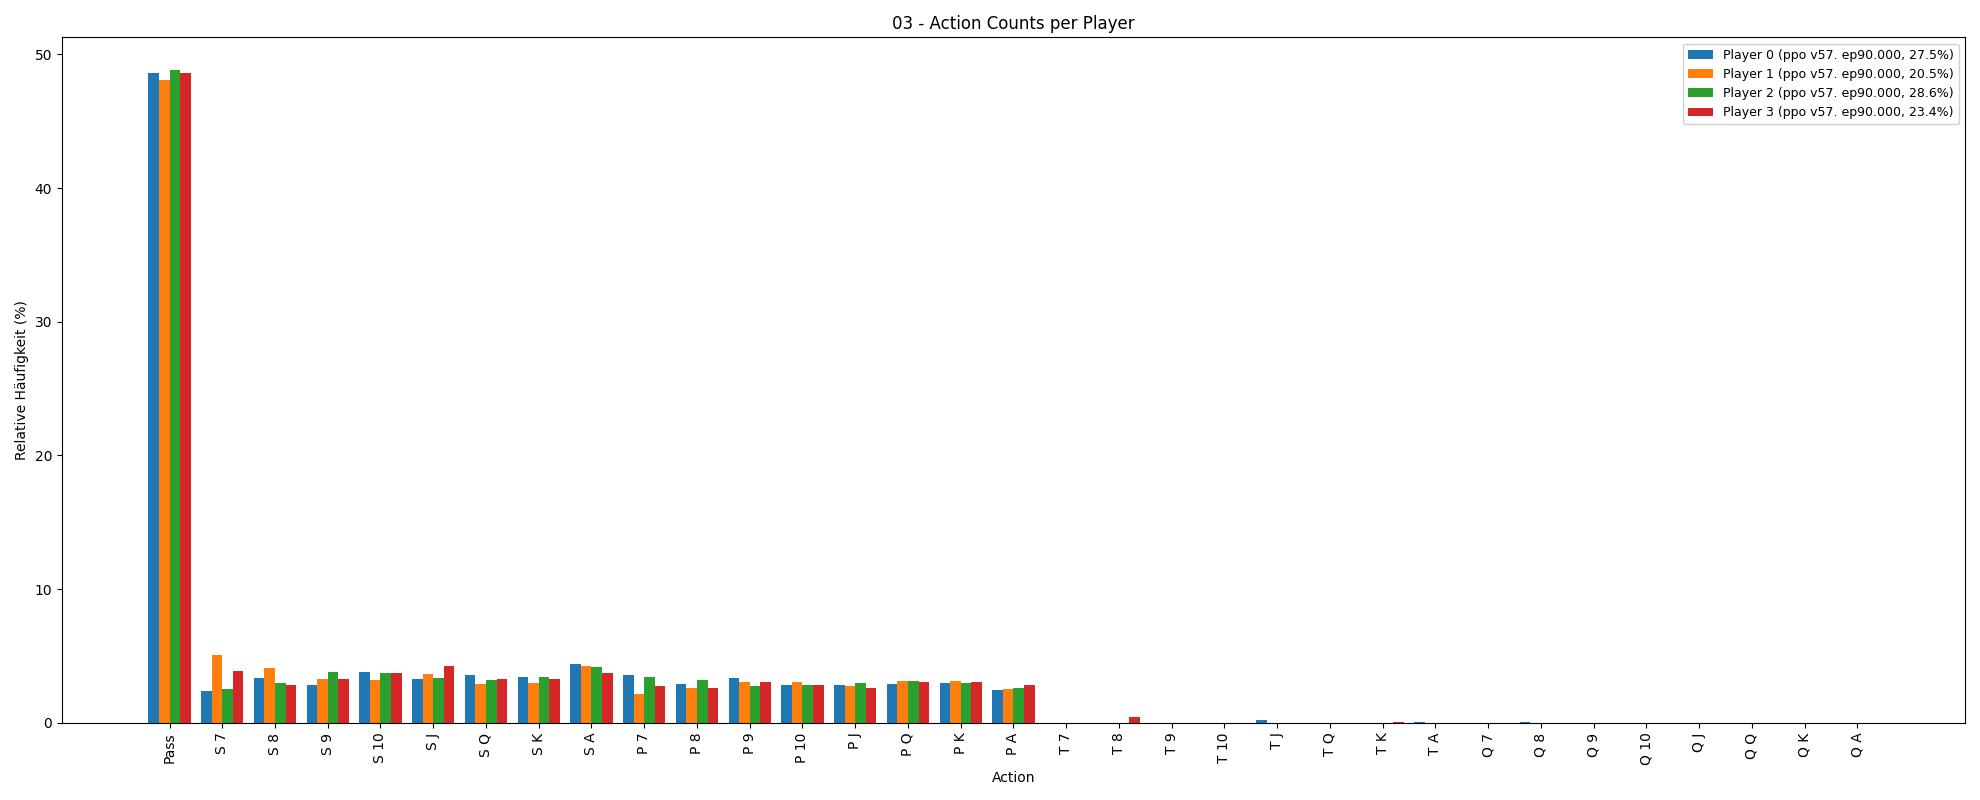 03 - Action Counts per Player
50
40
30
20
10
0
Relative Häufigkeit (%)
Player 0 (ppo v57. ep90.000, 27.5%)
Player 1 (ppo v57. ep90.000, 20.5%)
Player 2 (ppo v57. ep90.000, 28.6%)
Player 3 (ppo v57. ep90.000, 23.4%)
Pass
S 7
S 8
S 9
S 10
S J
S Q
S K
S A
P 7
P 8
P 9
P 10
P J
P Q
P K
P A
T 7
T 8
T 9
T 10
T J
T Q
T K
T A
Q 7
Q 8
Q 9
Q 10
Q J
Q Q
Q K
Q A
Action